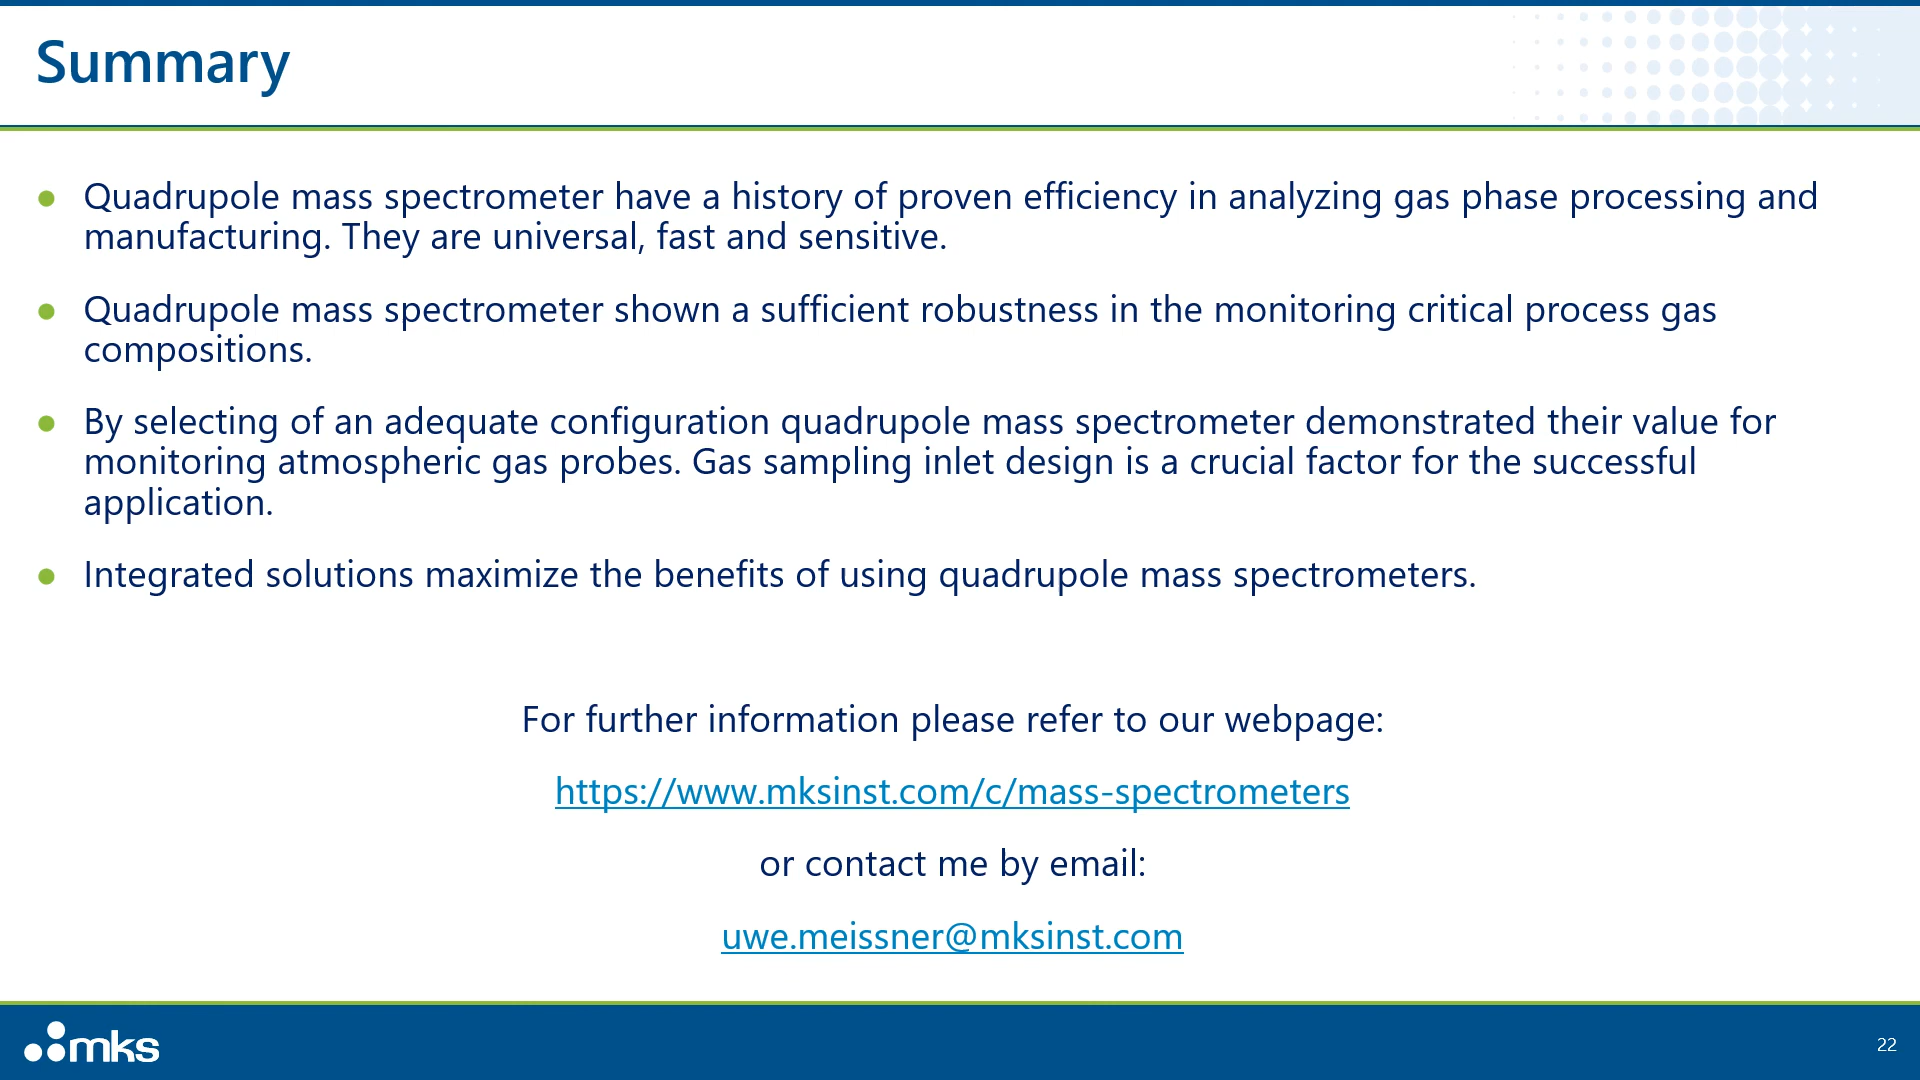 Summary
Quadrupole mass spectrometer have a history of proven efficiency in analyzing gas phase processing and
manufacturing. They are universal, fast and sensitive.
Quadrupole mass spectrometer shown a sufficient robustness in the monitoring critical process gas
compositions.
By selecting of an adequate configuration quadrupole mass spectrometer demonstrated their value for
monitoring atmospheric gas probes. Gas sampling inlet design is a crucial factor for the successful
application.
Integrated solutions maximize the benefits of using quadrupole mass spectrometers.
For further information please refer to our webpage:
https://www.mksinst.com/c/mass-spectrometers
or contact me by email:
uwe.meissner@mksinst.com
mks
22